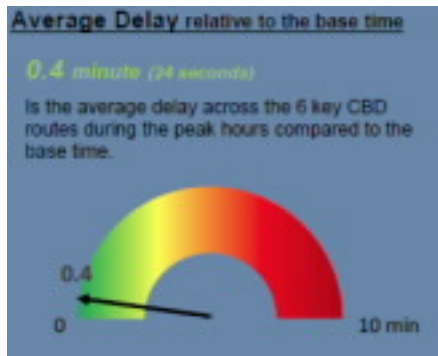 Average Delay relative to the base time
0.4 minute (24 seconds)
Is the average delay across the 6 key CBD
routes during the peak hours compared to the
base time.
0.4
0
10 min